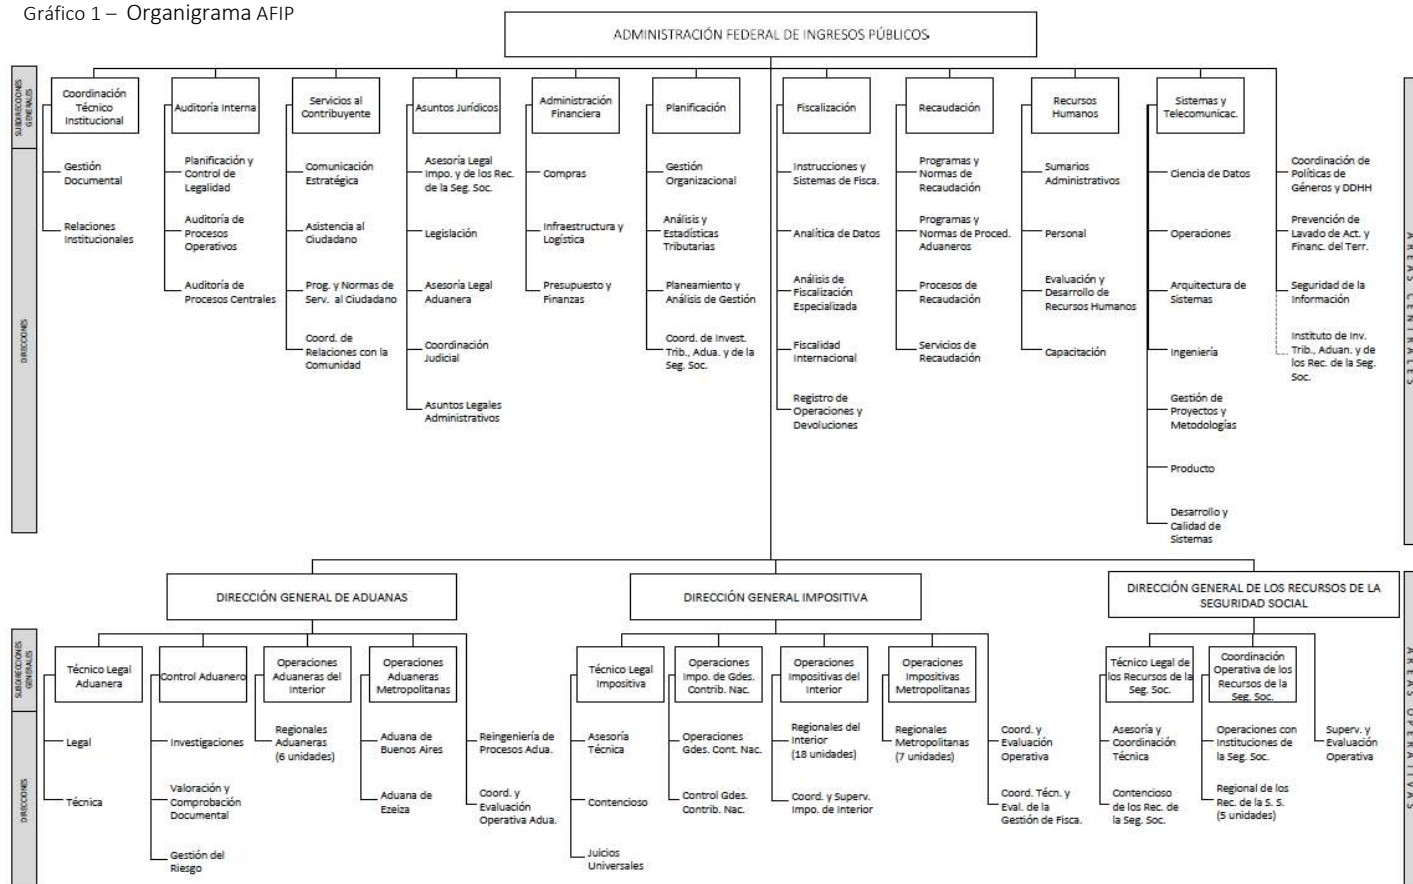 Gráfico 1 – Organigrama AFIP
ADMINISTRACIÓN FEDERAL DE INGRESOS PÚBLICOS
SUBDIRECCIONES
GENERALES
Coordinación
Técnico
Institucional
Auditoría Interna
Servicios al
Contribuyente
Asuntos Jurídicos
Administración
Financiera
Planificación
Fiscalización
Recaudación
Recursos
Humanos
Sistemas y
Telecomunicac.
DIRECCIONES
Gestión
Documental
Relaciones
Institucionales
Planificación y
Control de
Legalidad
Auditoría de
Procesos
Operativos
Auditoría de
Procesos Centrales
Comunicación
Estratégica
Asistencia al
Ciudadano
Prog. y Normas de
Serv. al Ciudadano
Coord. de
Relaciones con la
Comunidad
Asesoría Legal
Impo. y de los Rec.
de la Seg. Soc.
Legislación
Asesoría Legal
Aduanera
Coordinación
Judicial
Asuntos Legales
Administrativos
Compras
Infraestructura y
Logística
Presupuesto y
Finanzas
Gestión
Organizacional
Análisis y
Estadísticas
Tributarias
Planeamiento y
Análisis de Gestión
Coord. de Invest.
Trib., Adua. y de la
Seg. Soc.
Instrucciones y
Sistemas de Fisca.
Analítica de Datos
Análisis de
Fiscalización
Especializada
Fiscalidad
Internacional
Registro de
Operaciones y
Devoluciones
Programas y
Normas de
Recaudación
Programas y
Normas de Proced.
Aduaneros
Procesos de
Recaudación
Servicios de
Recaudación
Sumarios
Administrativos
Personal
Evaluación y
Desarrollo de
Recursos Humanos
Capacitación
Ciencia de Datos
Operaciones
Arquitectura de
Sistemas
Ingeniería
Gestión de
Proyectos y
Metodologías
Producto
Desarrollo y
Calidad de
Sistemas
Coordinación de
Políticas de
Géneros y DDHH
Prevención de
Lavado de Act. y
Financ. del Terr.
Seguridad de la
Información
Instituto de Inv.
Trib., Aduan. y de
los Rec. de la Seg.
Soc.
AREAS CENTRALES
DIRECCIÓN GENERAL DE ADUANAS
DIRECCIÓN GENERAL IMPOSITIVA
DIRECCIÓN GENERAL DE LOS RECURSOS DE LA
SEGURIDAD SOCIAL
SUBDIRECCIONES
GENERALES
Técnico Legal
Aduanera
Control Aduanero
Operaciones
Aduaneras del
Interior
Operaciones
Aduaneras
Metropolitanas
Técnico Legal
Impositiva
Operaciones
Impo. de Gdes.
Contrib. Nac.
Operaciones
Impositivas del
Interior
Operaciones
Impositivas
Metropolitanas
Técnico Legal de
los Recursos de la
Seg. Soc.
Coordinación
Operativa de los
Recursos de la
Seg. Soc.
DIRECCIONES
Legal
Técnica
Investigaciones
Valoración y
Comprobación
Documental
Gestión del
Riesgo
Regionales
Aduaneras
(6 unidades)
Aduana de
Buenos Aires
Aduana de
Ezeiza
Reingeniería de
Procesos Adua.
Coord. y
Evaluación
Operativa Adua.
Asesoría
Técnica
Contencioso
Juicios
Universales
Operaciones
Gdes. Cont. Nac.
Control Gdes.
Contrib. Nac.
Regionales del
Interior
(18 unidades)
Coord. y Superv.
Impo. de Interior
Regionales
Metropolitanas
(7 unidades)
Coord. y
Evaluación
Operativa
Coord. Técn. y
Eval. de la
Gestión de Fisca.
Asesoría y
Coordinación
Técnica
Contencioso
de los Rec. de
la Seg. Soc.
Operaciones con
Instituciones de
la Seg. Soc.
Regional de los
Rec. de la S. S.
(5 unidades)
Superv. y
Evaluación
Operativa
AREAS OPERATIVAS